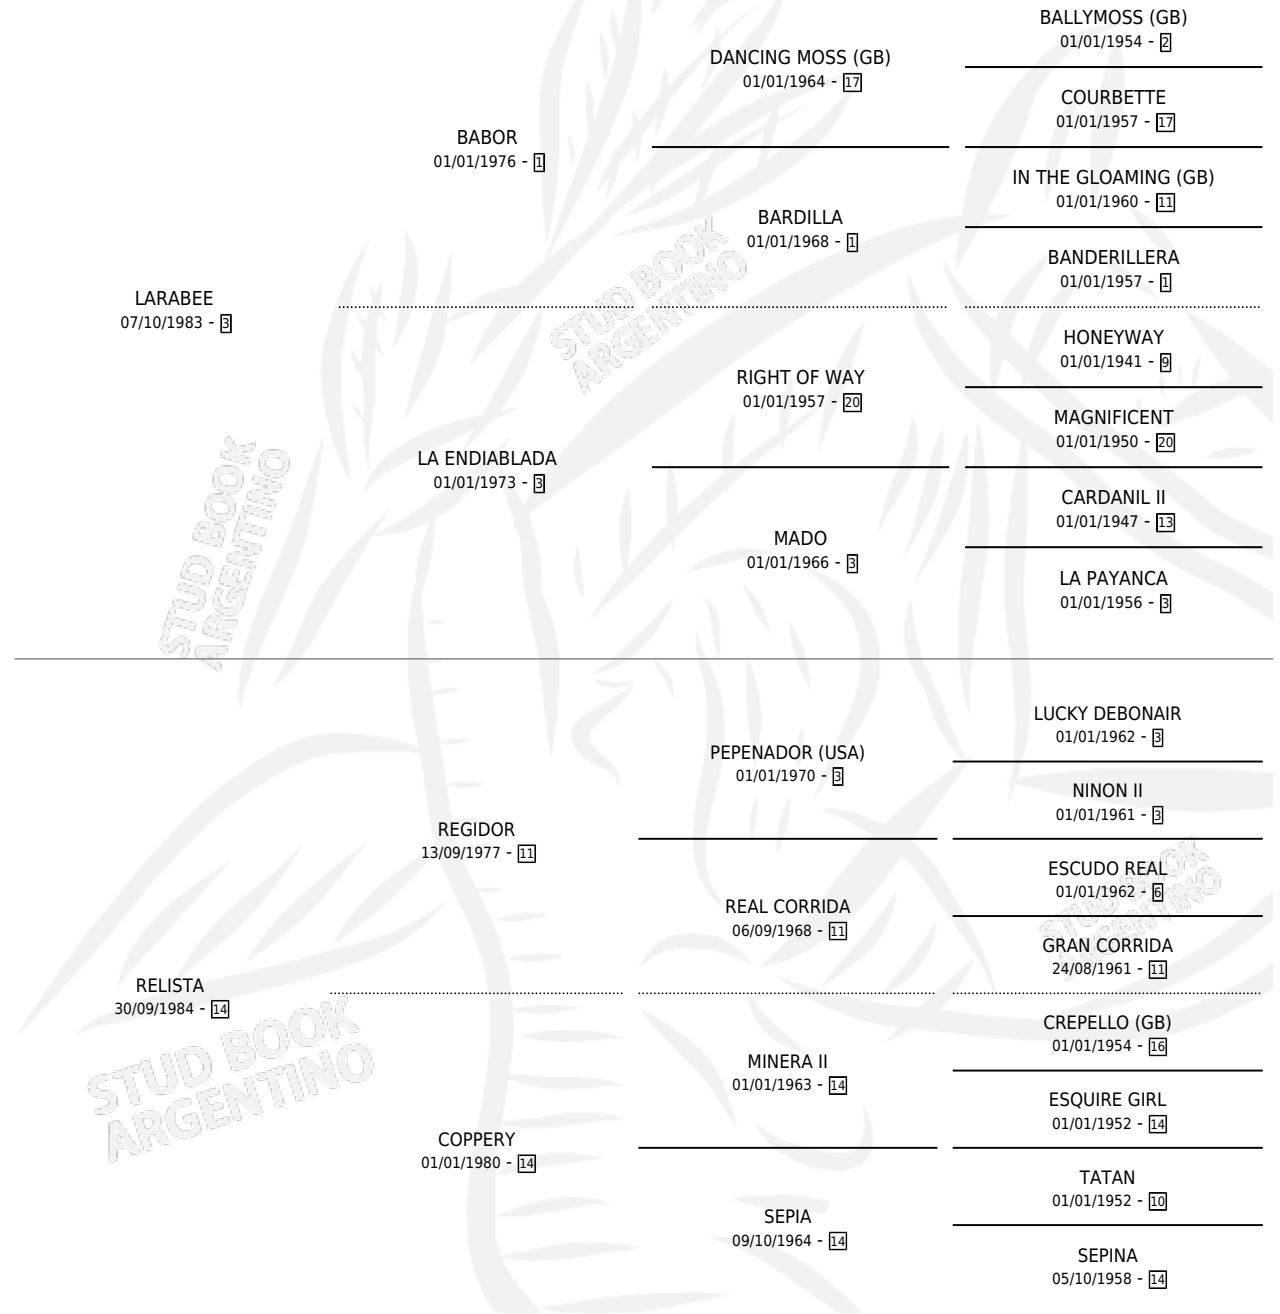 BALLYMOSS (GB)
01/01/1954 - 2
DANCING MOSS (GB)
01/01/1964 - 17
COURBETTE
01/01/1957 - 17
BABOR
01/01/1976 - 1
IN THE GLOAMING (GB)
01/01/1960 - 11
BARDILLA
01/01/1968 - 1
BANDERILLERA
01/01/1957 - 1
LARABEE
07/10/1983 - 3
HONEYWAY
01/01/1941 - 9
RIGHT OF WAY
01/01/1957 - 20
MAGNIFICENT
01/01/1950 - 20
LA ENDIABLADA
01/01/1973 - 3
CARDANIL II
01/01/1947 - 13
MADO
01/01/1966 - 3
LA PAYANCA
01/01/1956 - 3
LUCKY DEBONAIR
01/01/1962 - 3
PEPENADOR (USA)
01/01/1970 - 3
NINON II
01/01/1961 - 3
REGIDOR
13/09/1977 - 11
ESCUDO REAL
01/01/1962 - 6
REAL CORRIDA
06/09/1968 - 11
GRAN CORRIDA
24/08/1961 - 11
RELISTA
30/09/1984 - 14
CREPELLO (GB)
01/01/1954 - 16
MINERA II
01/01/1963 - 14
ESQUIRE GIRL
01/01/1952 - 14
COPPERY
01/01/1980 - 14
TATAN
01/01/1952 - 10
SEPIA
09/10/1964 - 14
SEPINA
05/10/1958 - 14
STUD BOOK
ARGENTINO
STUD BOOK
ARGENTINO
STUD BOOK
ARGENTINO
STUD BOOK
ARGENTINO